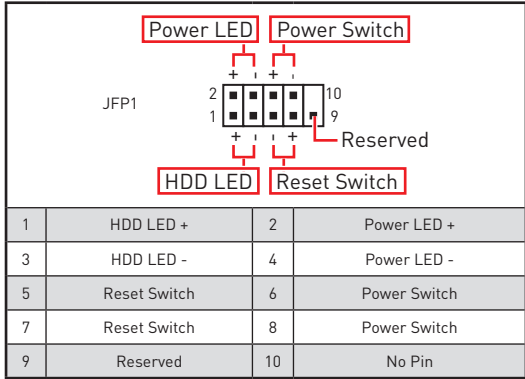 Power LED Power Switch
+ - + -
JFP1
2 10
1 9
+ - - +
Reserved
HDD LED Reset Switch
1 HDD LED + 2 Power LED +
3 HDD LED - 4 Power LED -
5 Reset Switch 6 Power Switch
7 Reset Switch 8 Power Switch
9 Reserved 10 No Pin